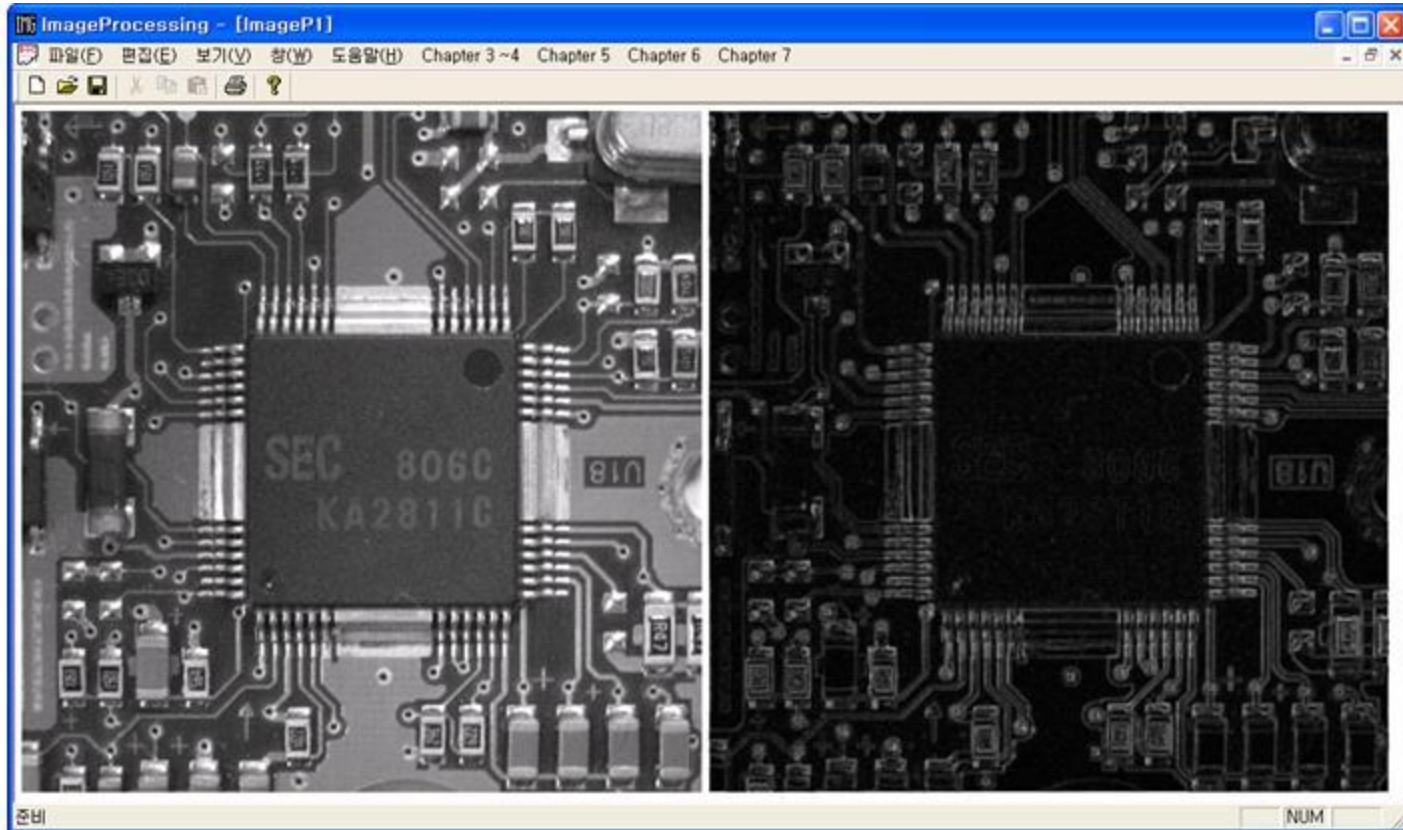 ImageProcessing - [ImageP1]
파일(F) 편집(E) 보기(V) 창(W) 도움말(H) Chapter 3 ~4 Chapter 5 Chapter 6 Chapter 7
SEC 806C
KA2811C
U18
R47
준비 NUM